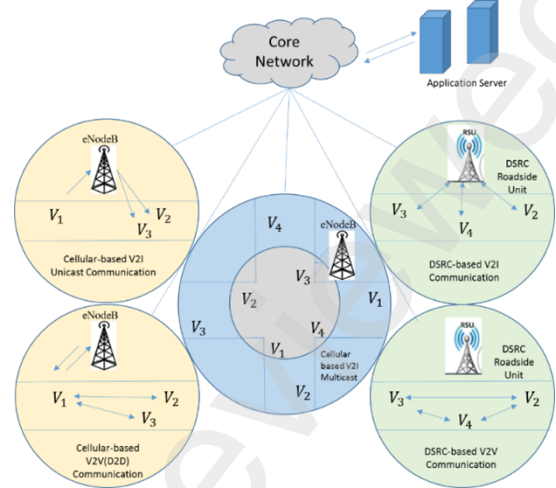 Core
Network
Application Server
eNodeB
V1
V2
V3
Cellular-based V2I
Unicast Communication
RSU
DSRC
Roadside
Unit
V3
V2
V4
DSRC-based V2I
Communication
V4
eNodeB
V3
V2
V1
V3
V4
V1
Cellular
based V2I
Multicast
V2
eNodeB
V1
V2
V3
Cellular-based
V2V(D2D)
Communication
RSU
DSRC
Roadside
Unit
V3
V2
V4
DSRC-based V2V
Communication